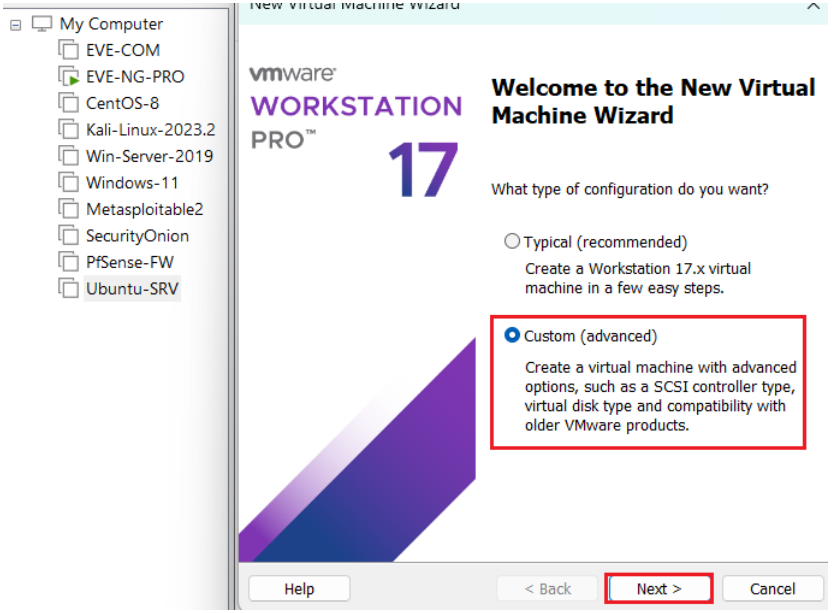 New Virtual Machine Wizard
My Computer
EVE-COM
EVE-NG-PRO
CentOS-8
Kali-Linux-2023.2
Win-Server-2019
Windows-11
Metasploitable2
SecurityOnion
PfSense-FW
Ubuntu-SRV
vmware®
WORKSTATION
PRO™
17
Welcome to the New Virtual
Machine Wizard
What type of configuration do you want?
Typical (recommended)
Create a Workstation 17.x virtual
machine in a few easy steps.
Custom (advanced)
Create a virtual machine with advanced
options, such as a SCSI controller type,
virtual disk type and compatibility with
older VMware products.
Help
< Back
Next >
Cancel